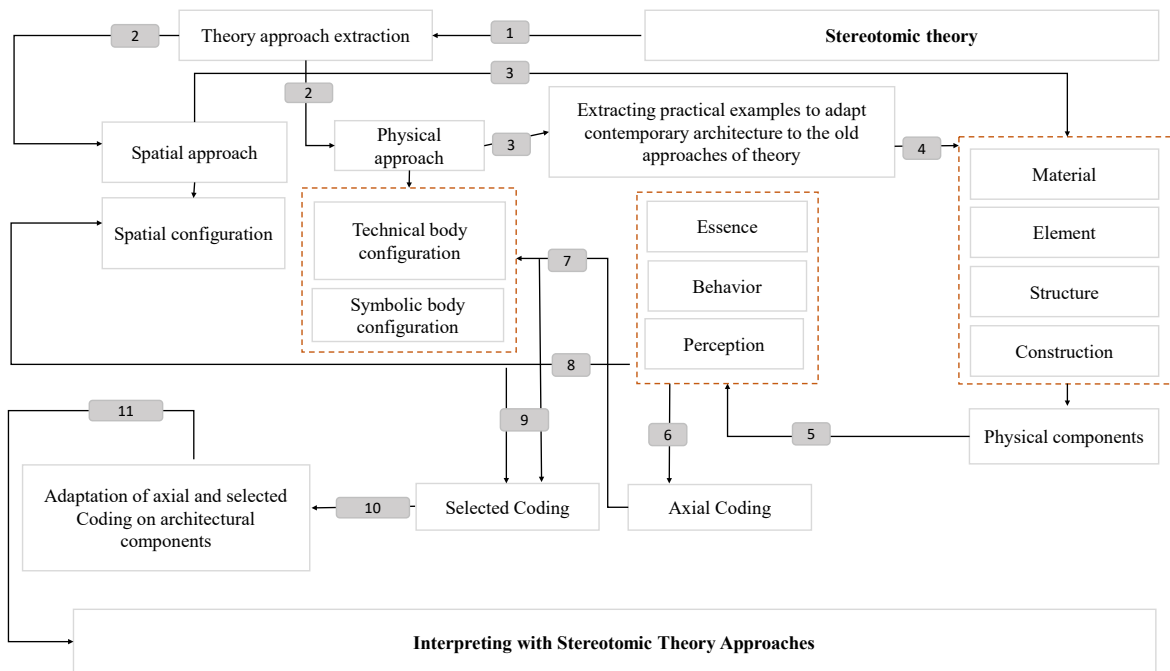 2
Theory approach extraction
1
Stereotomic theory
3
2
Extracting practical examples to adapt
contemporary architecture to the old
approaches of theory
Spatial approach
Physical
approach
3
4
Material
Spatial configuration
Technical body
configuration
Essence
Element
7
Behavior
Structure
Symbolic body
configuration
Perception
Construction
8
11
9
6
5
Physical components
Adaptation of axial and selected
Coding on architectural
components
10
Selected Coding
Axial Coding
Interpreting with Stereotomic Theory Approaches